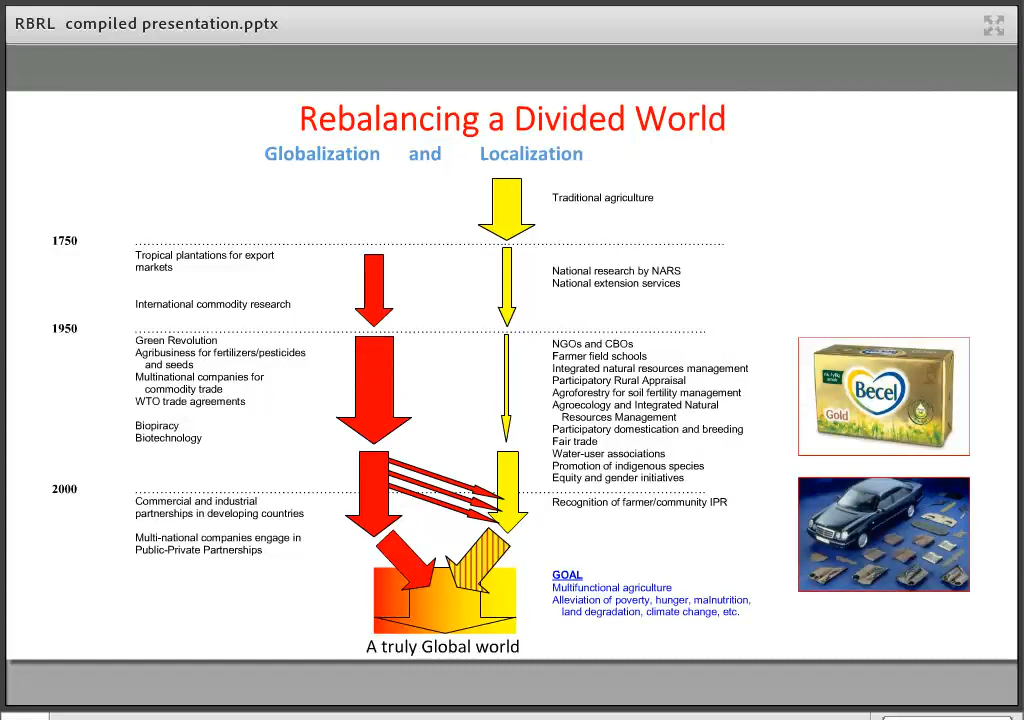 RBRL compiled presentation.pptx
Rebalancing a Divided World
Globalization and Localization
Traditional agriculture
1750
Tropical plantations for export
markets
International commodity research
National research by NARS
National extension services
1950
Green Revolution
Agribusiness for fertilizers/pesticides
and seeds
Multinational companies for
commodity trade
WTO trade agreements
Biopiracy
Biotechnology
NGOs and CBOs
Farmer field schools
Integrated natural resources management
Participatory Rural Appraisal
Agroforestry for soil fertility management
Agroecology and Integrated Natural
Resources Management
Participatory domestication and breeding
Fair trade
Water-user associations
Promotion of indigenous species
Equity and gender initiatives
Becel
Gold
2000
Commercial and industrial
partnerships in developing countries
Multi-national companies engage in
Public-Private Partnerships
Recognition of farmer/community IPR
GOAL
Multifunctional agriculture
Alleviation of poverty, hunger, malnutrition,
land degradation, climate change, etc.
A truly Global world